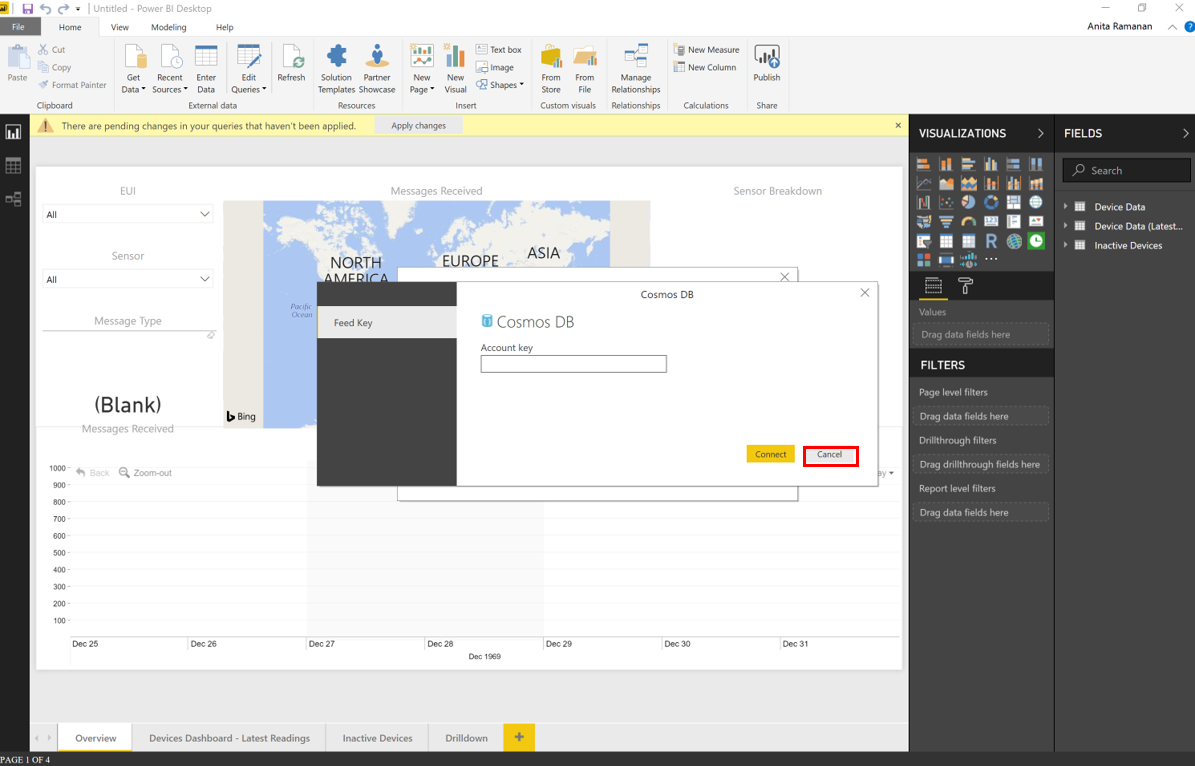 Untitled - Power BI Desktop
File Home View Modeling Help
Anita Ramanan
Paste
Cut
Copy
Format Painter
Clipboard
Get Data
Recent Sources
Enter Data
Edit Queries
Refresh
External data
Solution Templates
Partner Showcase
Resources
New Page
New Visual
Text box
Image
Shapes
Insert
From Store
From File
Custom visuals
Manage Relationships
Relationships
New Measure
New Column
Calculations
Publish
Share
There are pending changes in your queries that haven't been applied.
Apply changes
EUI
All
Sensor
All
Message Type
(Blank)
Messages Received
Messages Received
NORTH
AMERICA
EUROPE
ASIA
Pacific
Ocean
Bing
Sensor Breakdown
Cosmos DB
Feed Key
Cosmos DB
Account key
Connect
Cancel
Back
Zoom-out
1000
900
800
700
600
500
400
300
200
100
Dec 25 Dec 26 Dec 27 Dec 28 Dec 29 Dec 30 Dec 31
Dec 1969
VISUALIZATIONS
R
Values
Drag data fields here
FILTERS
Page level filters
Drag data fields here
Drillthrough filters
Drag drillthrough fields here
Report level filters
Drag data fields here
FIELDS
Search
Device Data
Device Data (Latest...
Inactive Devices
Overview
Devices Dashboard - Latest Readings
Inactive Devices
Drilldown
PAGE 1 OF 4